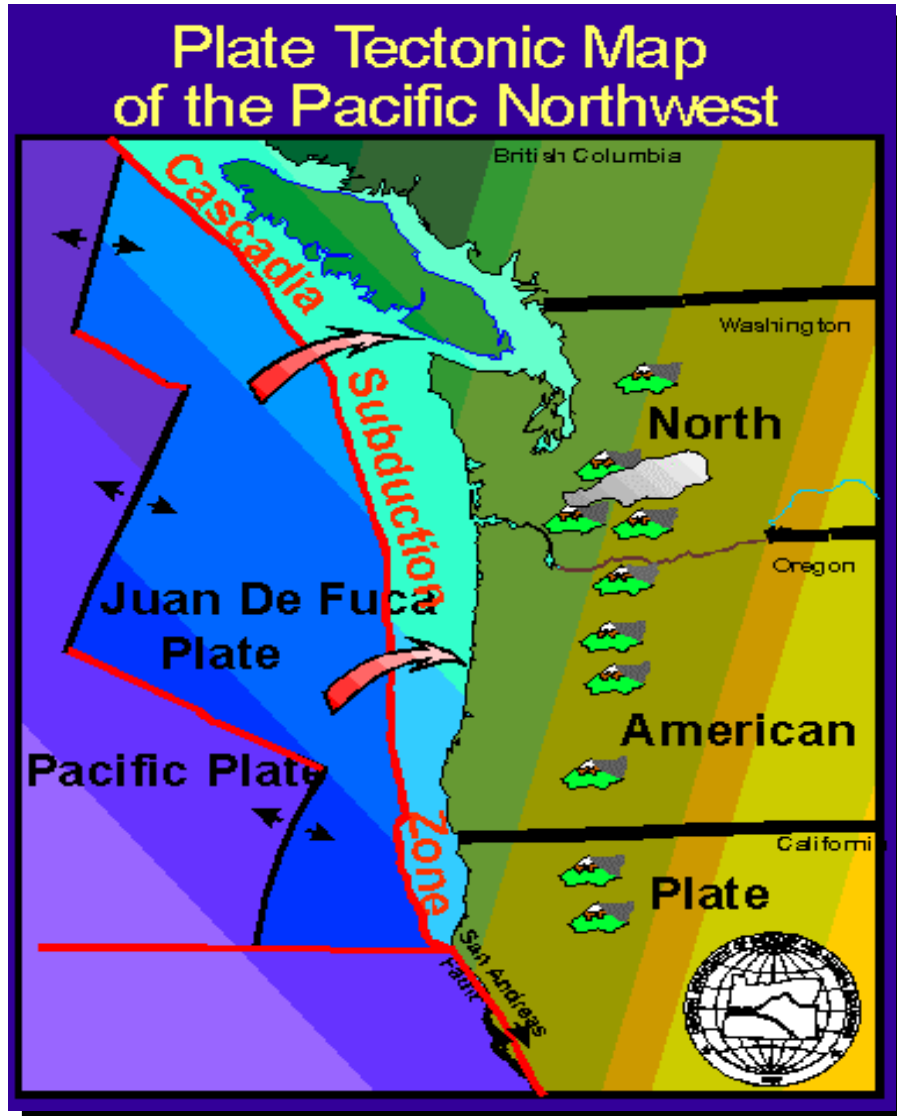 Plate Tectonic Map
of the Pacific Northwest
British Columbia
Cascadia
Washington
Subduction
North
Oregon
Juan De Fuca
Plate
American
Pacific Plate
Zone
California
Plate
San Andreas
Fault